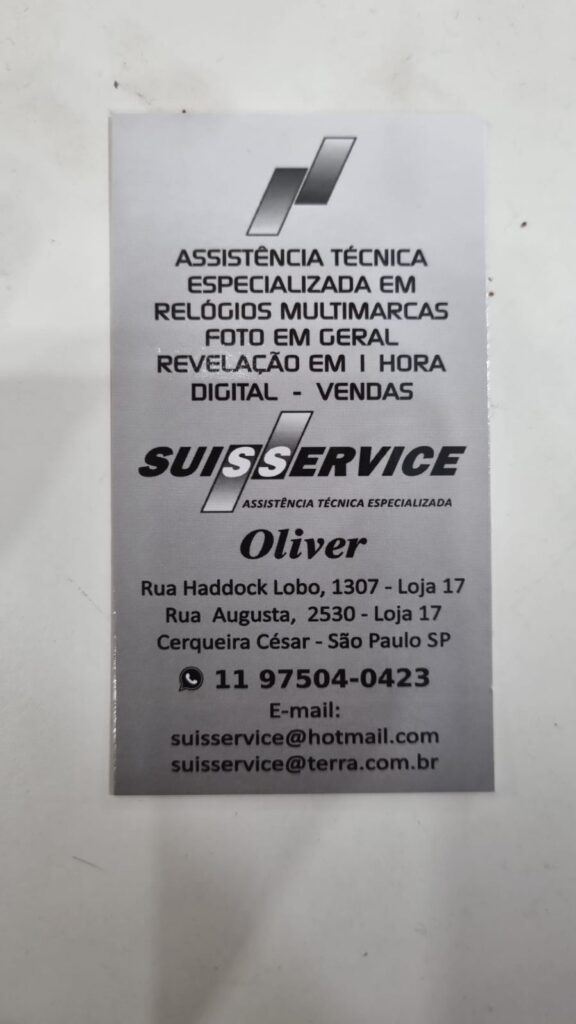 ASSISTÊNCIA TÉCNICA
ESPECIALIZADA EM
RELÓGIOS MULTIMARCAS
FOTO EM GERAL
REVELAÇÃO EM 1 HORA
DIGITAL - VENDAS
SUISSERVICE
ASSISTÊNCIA TÉCNICA ESPECIALIZADA
Oliver
Rua Haddock Lobo, 1307 - Loja 17
Rua Augusta, 2530 - Loja 17
Cerqueira César - São Paulo SP
11 97504-0423
E-mail:
suisservice@hotmail.com
suisservice@terra.com.br